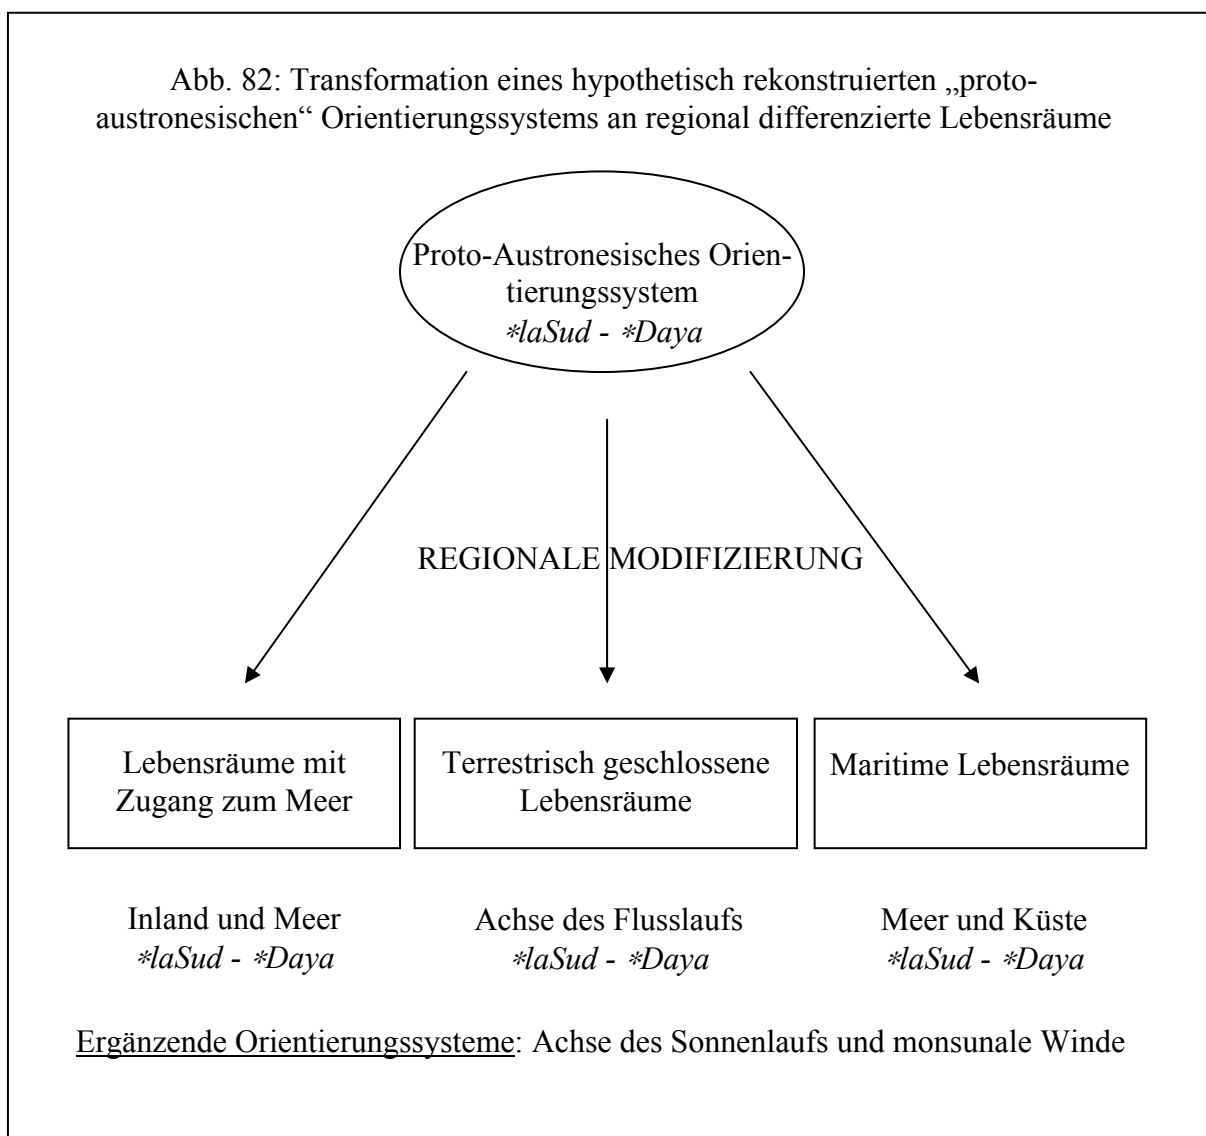 Abb. 82: Transformation eines hypothetisch rekonstruierten „proto-
austronesischen“ Orientierungssystems an regional differenzierte Lebensräume
Proto-Austronesisches Orien-
tierungssystem
*laSud - *Daya
REGIONALE MODIFIZIERUNG
Lebensräume mit
Zugang zum Meer
Terrestrisch geschlossene
Lebensräume
Maritime Lebensräume
Inland und Meer
*laSud - *Daya
Achse des Flusslaufs
*laSud - *Daya
Meer und Küste
*laSud - *Daya
Ergänzende Orientierungssysteme: Achse des Sonnenlaufs und monsunale Winde